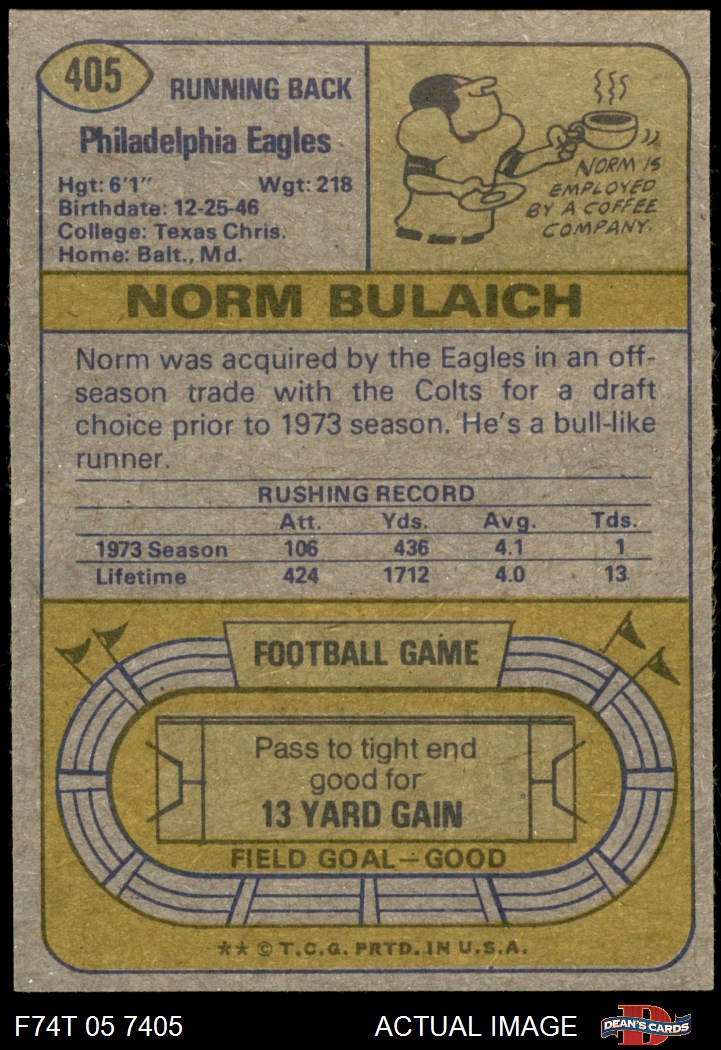 405
RUNNING BACK
Philadelphia Eagles
Hgt: 6'1" Wgt: 218
Birthdate: 12-25-46
College: Texas Chris.
Home: Balt., Md.
NORM IS
EMPLOYED
BY A COFFEE
COMPANY.
NORM BULAICH
Norm was acquired by the Eagles in an off-
season trade with the Colts for a draft
choice prior to 1973 season. He's a bull-like
runner.
RUSHING RECORD
Att. Yds. Avg. Tds.
1973 Season 106 436 4.1 1
Lifetime 424 1712 4.0 13
FOOTBALL GAME
Pass to tight end
good for
13 YARD GAIN
FIELD GOAL—GOOD
** © T.C.G. PRTD. IN U.S.A.
F74T 05 7405 ACTUAL IMAGE
D
DEAN'S CARDS